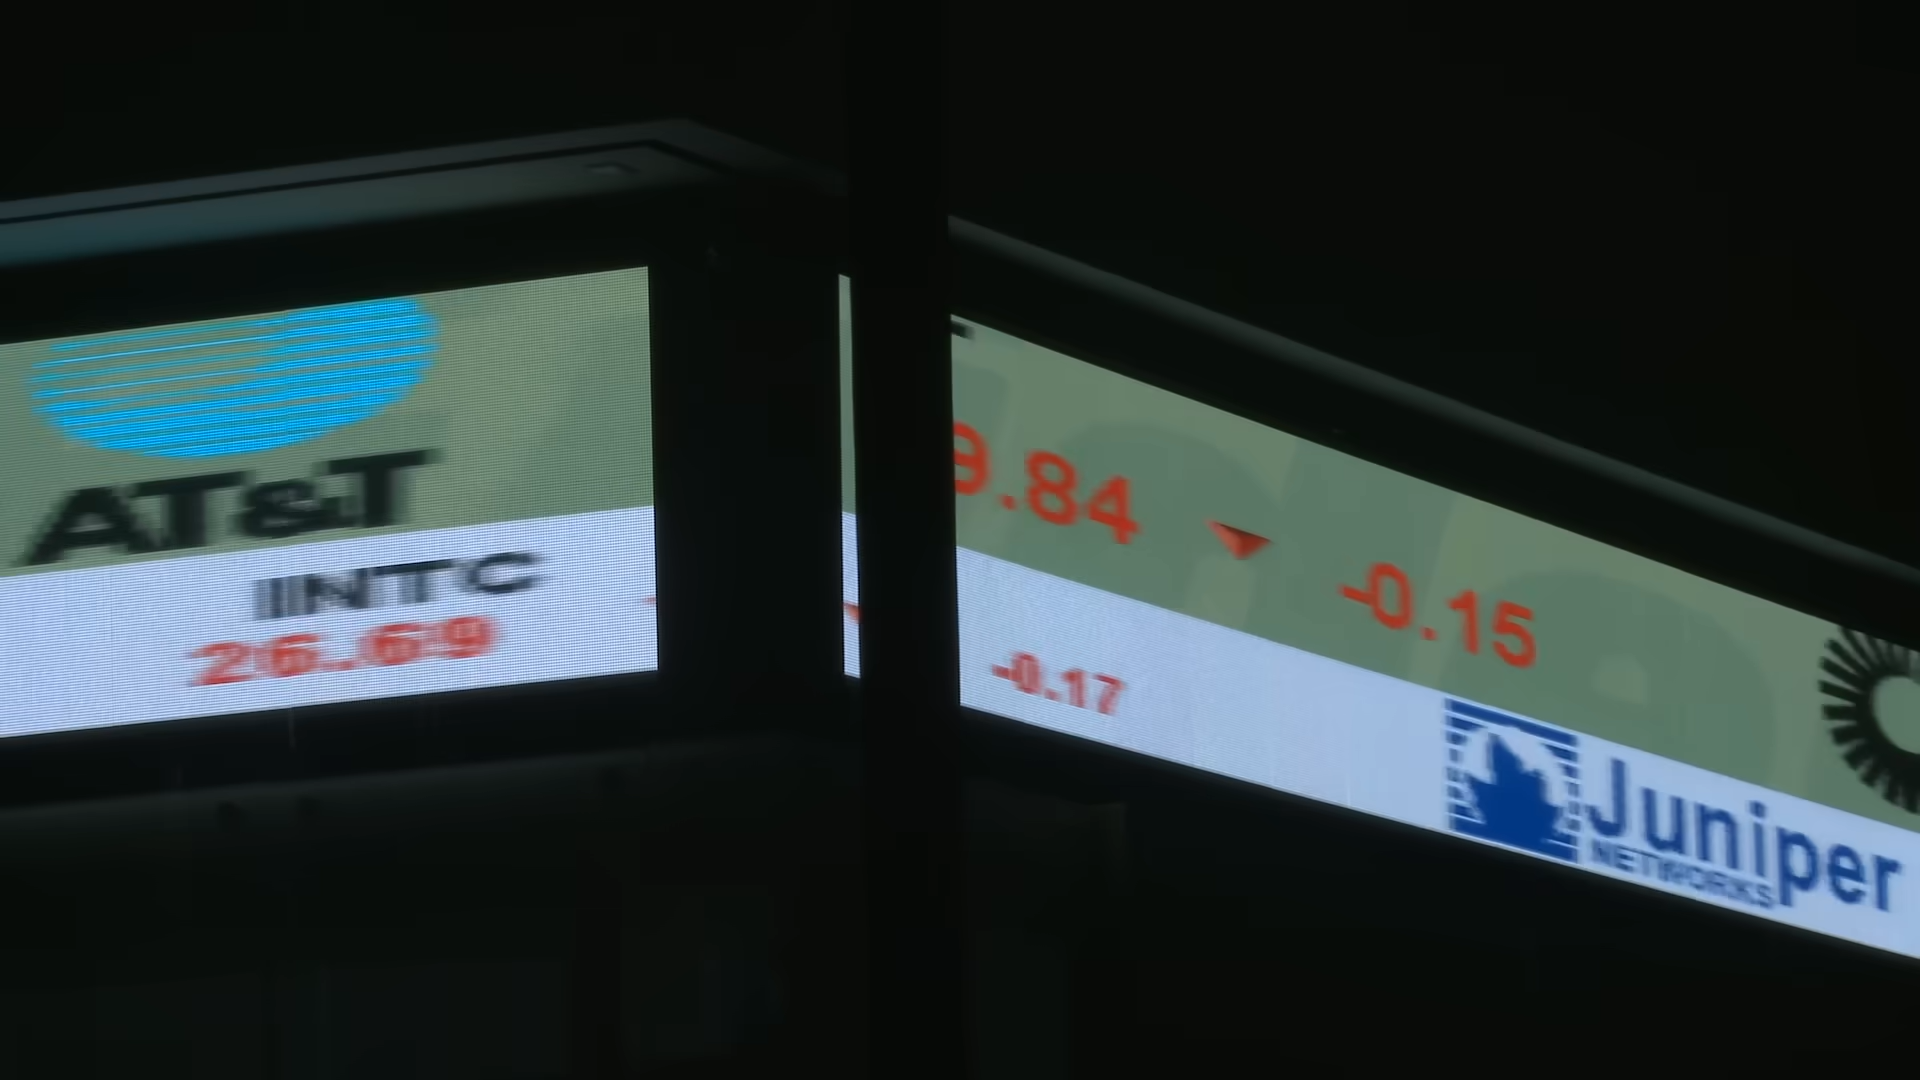 AT&T
INTC
26.69
9.84 -0.15
-0.17
Juniper
NETWORKS